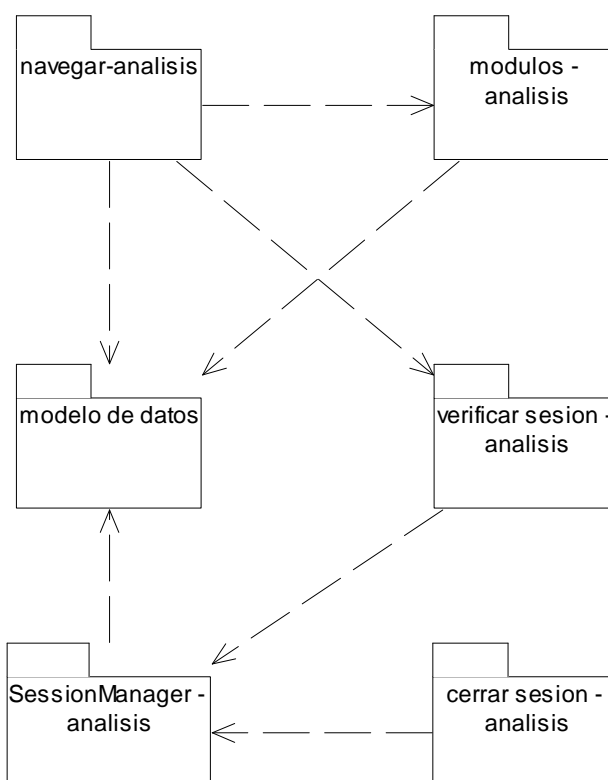 navegar-analisis
modulos -
analisis
modelo de datos
verificar sesion -
analisis
SessionManager -
analisis
cerrar sesion -
analisis